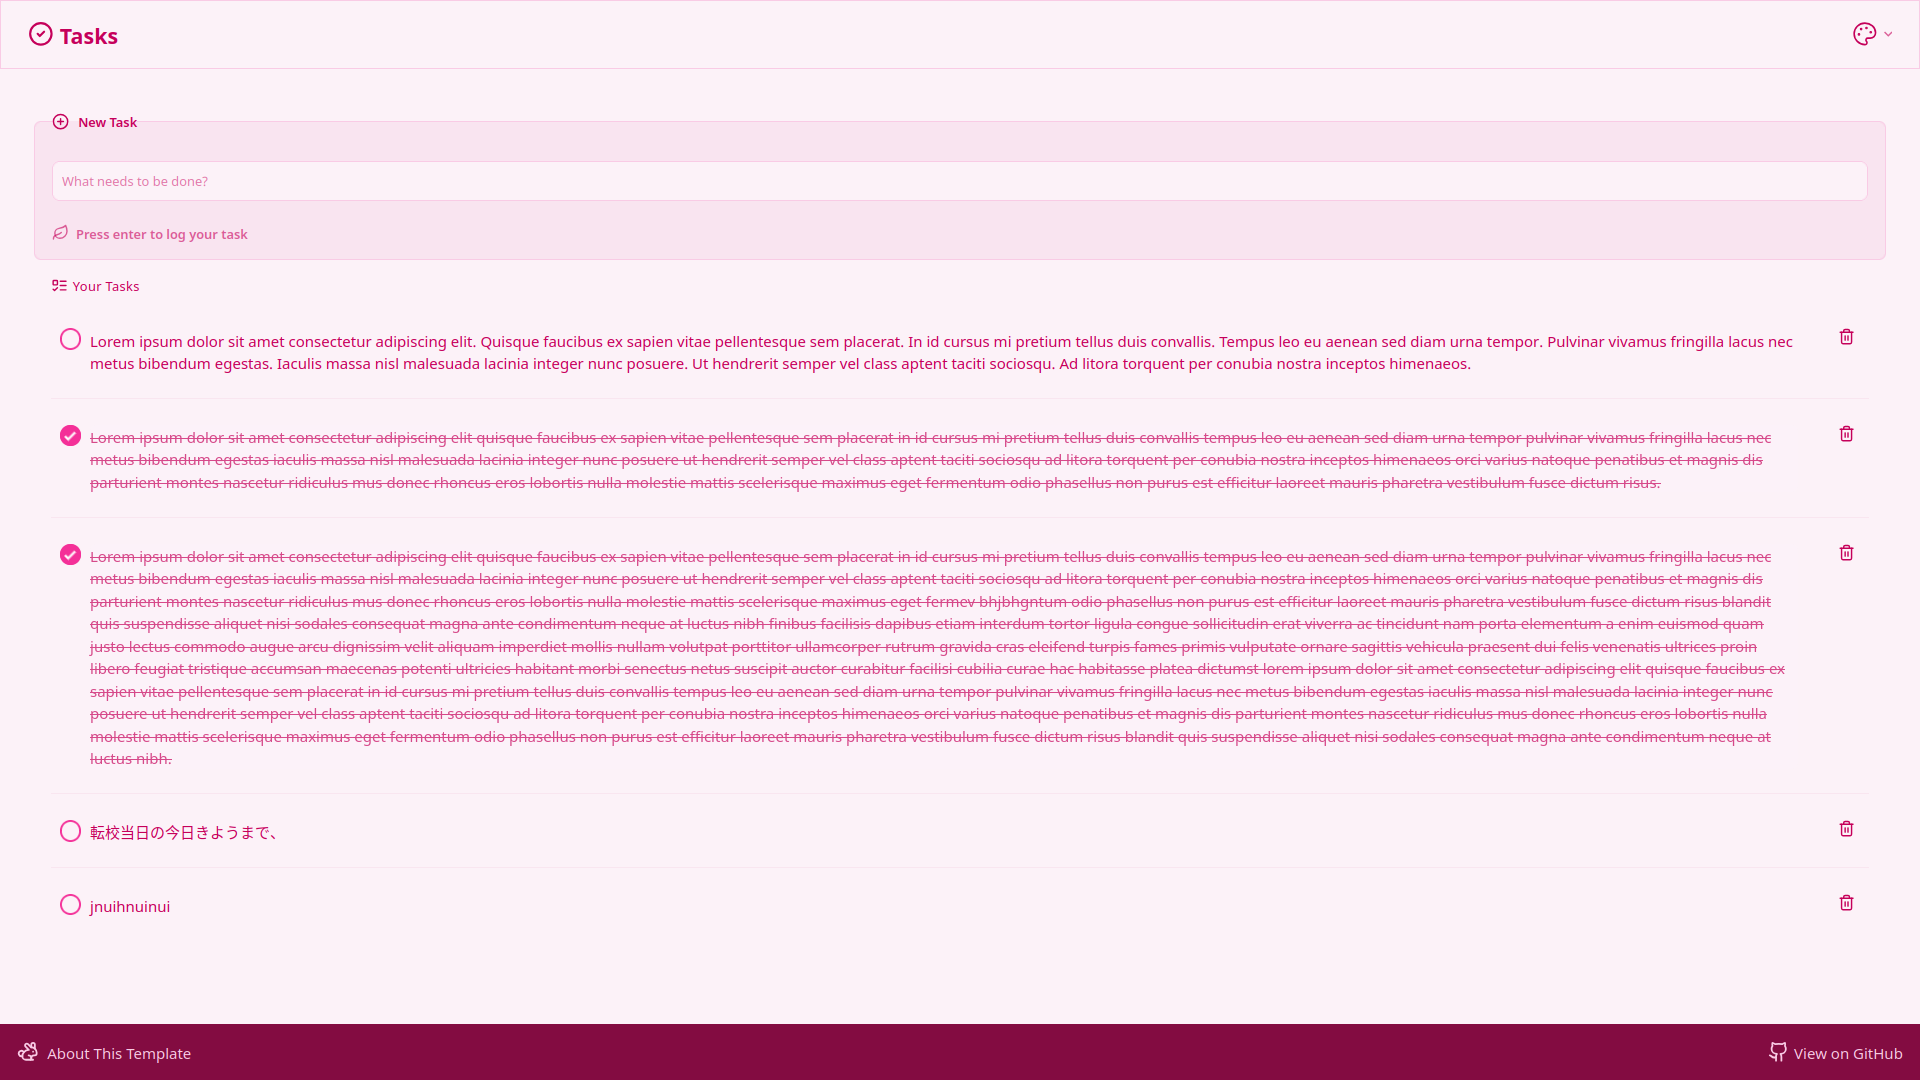 Tasks
New Task
What needs to be done?
Press enter to log your task
Your Tasks
Lorem ipsum dolor sit amet consectetur adipiscing elit. Quisque faucibus ex sapien vitae pellentesque sem placerat. In id cursus mi pretium tellus duis convallis. Tempus leo eu aenean sed diam urna tempor. Pulvinar vivamus fringilla lacus nec
metus bibendum egestas. Iaculis massa nisl malesuada lacinia integer nunc posuere. Ut hendrerit semper vel class aptent taciti sociosqu. Ad litora torquent per conubia nostra inceptos himenaeos.
Lorem ipsum dolor sit amet consectetur adipiscing elit quisque faucibus ex sapien vitae pellentesque sem placerat in id cursus mi pretium tellus duis convallis tempus leo eu aenean sed diam urna tempor pulvinar vivamus fringilla lacus nec
metus bibendum egestas iaculis massa nisl malesuada lacinia integer nunc posuere ut hendrerit semper vel class aptent taciti sociosqu ad litora torquent per conubia nostra inceptos himenaeos orci varius natoque penatibus et magnis dis
parturient montes nascetur ridiculus mus donec rhoncus eros lobortis nulla molestie mattis scelerisque maximus eget fermentum odio phasellus non purus est efficitur laoreet mauris pharetra vestibulum fusce dictum risus.
Lorem ipsum dolor sit amet consectetur adipiscing elit quisque faucibus ex sapien vitae pellentesque sem placerat in id cursus mi pretium tellus duis convallis tempus leo eu aenean sed diam urna tempor pulvinar vivamus fringilla lacus nec
metus bibendum egestas iaculis massa nisl malesuada lacinia integer nunc posuere ut hendrerit semper vel class aptent taciti sociosqu ad litora torquent per conubia nostra inceptos himenaeos orci varius natoque penatibus et magnis dis
parturient montes nascetur ridiculus mus donec rhoncus eros lobortis nulla molestie mattis scelerisque maximus eget fermev bhjbhgntum odio phasellus non purus est efficitur laoreet mauris pharetra vestibulum fusce dictum risus blandit
quis suspendisse aliquet nisi sodales consequat magna ante condimentum neque at luctus nibh finibus facilisis dapibus etiam interdum tortor ligula congue sollicitudin erat viverra ac tincidunt nam porta elementum a enim euismod quam
justo lectus commodo augue arcu dignissim velit aliquam imperdiet mollis nullam volutpat porttitor ullamcorper rutrum gravida cras eleifend turpis fames primis vulputate ornare sagittis vehicula praesent dui felis venenatis ultrices proin
libero feugiat tristique accumsan maecenas potenti ultricies habitant morbi senectus netus suscipit auctor curabitur facilisi cubilia curae hac habitasse platea dictumst lorem ipsum dolor sit amet consectetur adipiscing elit quisque faucibus ex
sapien vitae pellentesque sem placerat in id cursus mi pretium tellus duis convallis tempus leo eu aenean sed diam urna tempor pulvinar vivamus fringilla lacus nec metus bibendum egestas iaculis massa nisl malesuada lacinia integer nunc
posuere ut hendrerit semper vel class aptent taciti sociosqu ad litora torquent per conubia nostra inceptos himenaeos orci varius natoque penatibus et magnis dis parturient montes nascetur ridiculus mus donec rhoncus eros lobortis nulla
molestie mattis scelerisque maximus eget fermentum odio phasellus non purus est efficitur laoreet mauris pharetra vestibulum fusce dictum risus blandit quis suspendisse aliquet nisi sodales consequat magna ante condimentum neque at
luctus nibh.
転校当日の今日きようまで、
jnuihnuinui
About This Template
View on GitHub